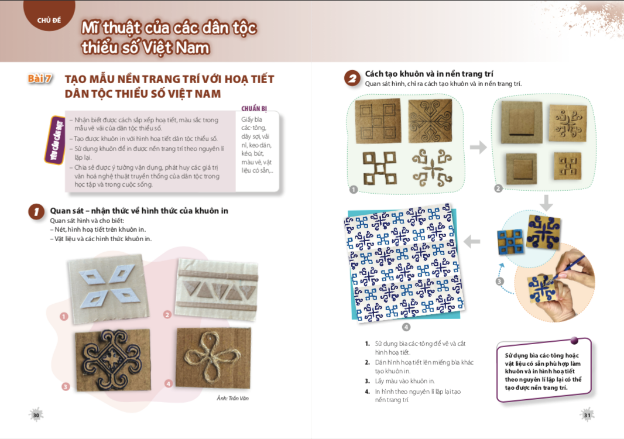 CHỦ ĐỀ
Mĩ thuật của các dân tộc
thiểu số Việt Nam
Bài 7
TẠO MẪU NỀN TRANG TRÍ VỚI HOẠ TIẾT
DÂN TỘC THIỂU SỐ VIỆT NAM
YÊU CẦU CẦN ĐẠT
– Nhận biết được cách sắp xếp hoạ tiết, màu sắc trong
mẫu vẽ vải của dân tộc thiểu số.
– Tạo được khuôn in với hình hoạ tiết dân tộc thiểu số.
– Sử dụng khuôn để in được nền trang trí theo nguyên lí
lặp lại.
– Chia sẻ được ý tưởng vận dụng, phát huy các giá trị
văn hoá nghệ thuật truyền thống của dân tộc trong
học tập và trong cuộc sống.
CHUẨN BỊ
Giấy bìa
các-tông,
dây sợi, vải
nỉ, keo dán,
kéo, bút,
màu vẽ, vật
liệu có sẵn,...
1
Quan sát – nhận thức về hình thức của khuôn in
Quan sát hình và cho biết:
– Nét, hình hoạ tiết trên khuôn in.
– Vật liệu và các hình thức khuôn in.
1
2
3
4
Ảnh: Trần Văn
30
2
Cách tạo khuôn và in nền trang trí
Quan sát hình, chỉ ra cách tạo khuôn và in nền trang trí.
1
2
3
4
1. Sử dụng bìa các tông để vẽ và cắt
hình hoạ tiết.
2. Dán hình hoạ tiết lên miếng bìa khác
tạo khuôn in
3. Lấy màu vào khuôn in.
4. In hình theo nguyên lí lặp lại tạo
nền trang trí
Sử dụng bìa các tông hoặc
vật liệu có sẵn phù hợp làm
khuôn và in hình hoạ tiết
theo nguyên lí lặp lại có thể
tạo được nền trang trí.
31